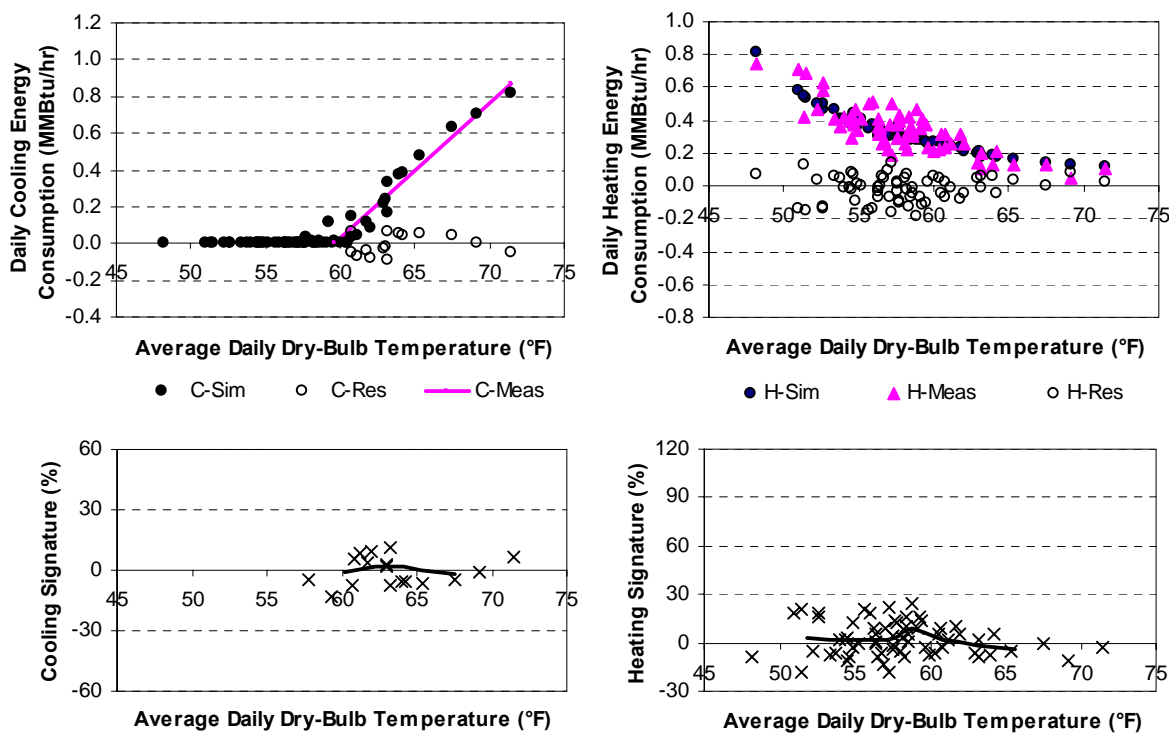 Daily Cooling Energy
Consumption (MMBtu/hr)
1.2
1.0
0.8
0.6
0.4
0.2
0.0
-0.2
-0.4
45 50 55 60 65 70 75
Average Daily Dry-Bulb Temperature (°F)
C-Sim C-Res C-Meas
Daily Heating Energy
Consumption (MMBtu/hr)
1.0
0.8
0.6
0.4
0.2
0.0
-0.2
-0.4
-0.6
-0.8
45 50 55 60 65 70 75
Average Daily Dry-Bulb Temperature (°F)
H-Sim H-Meas H-Res
Cooling Signature (%)
60
30
0
-30
-60
45 50 55 60 65 70 75
Average Daily Dry-Bulb Temperature (°F)
Heating Signature (%)
120
90
60
30
0
-30
45 50 55 60 65 70 75
Average Daily Dry-Bulb Temperature (°F)